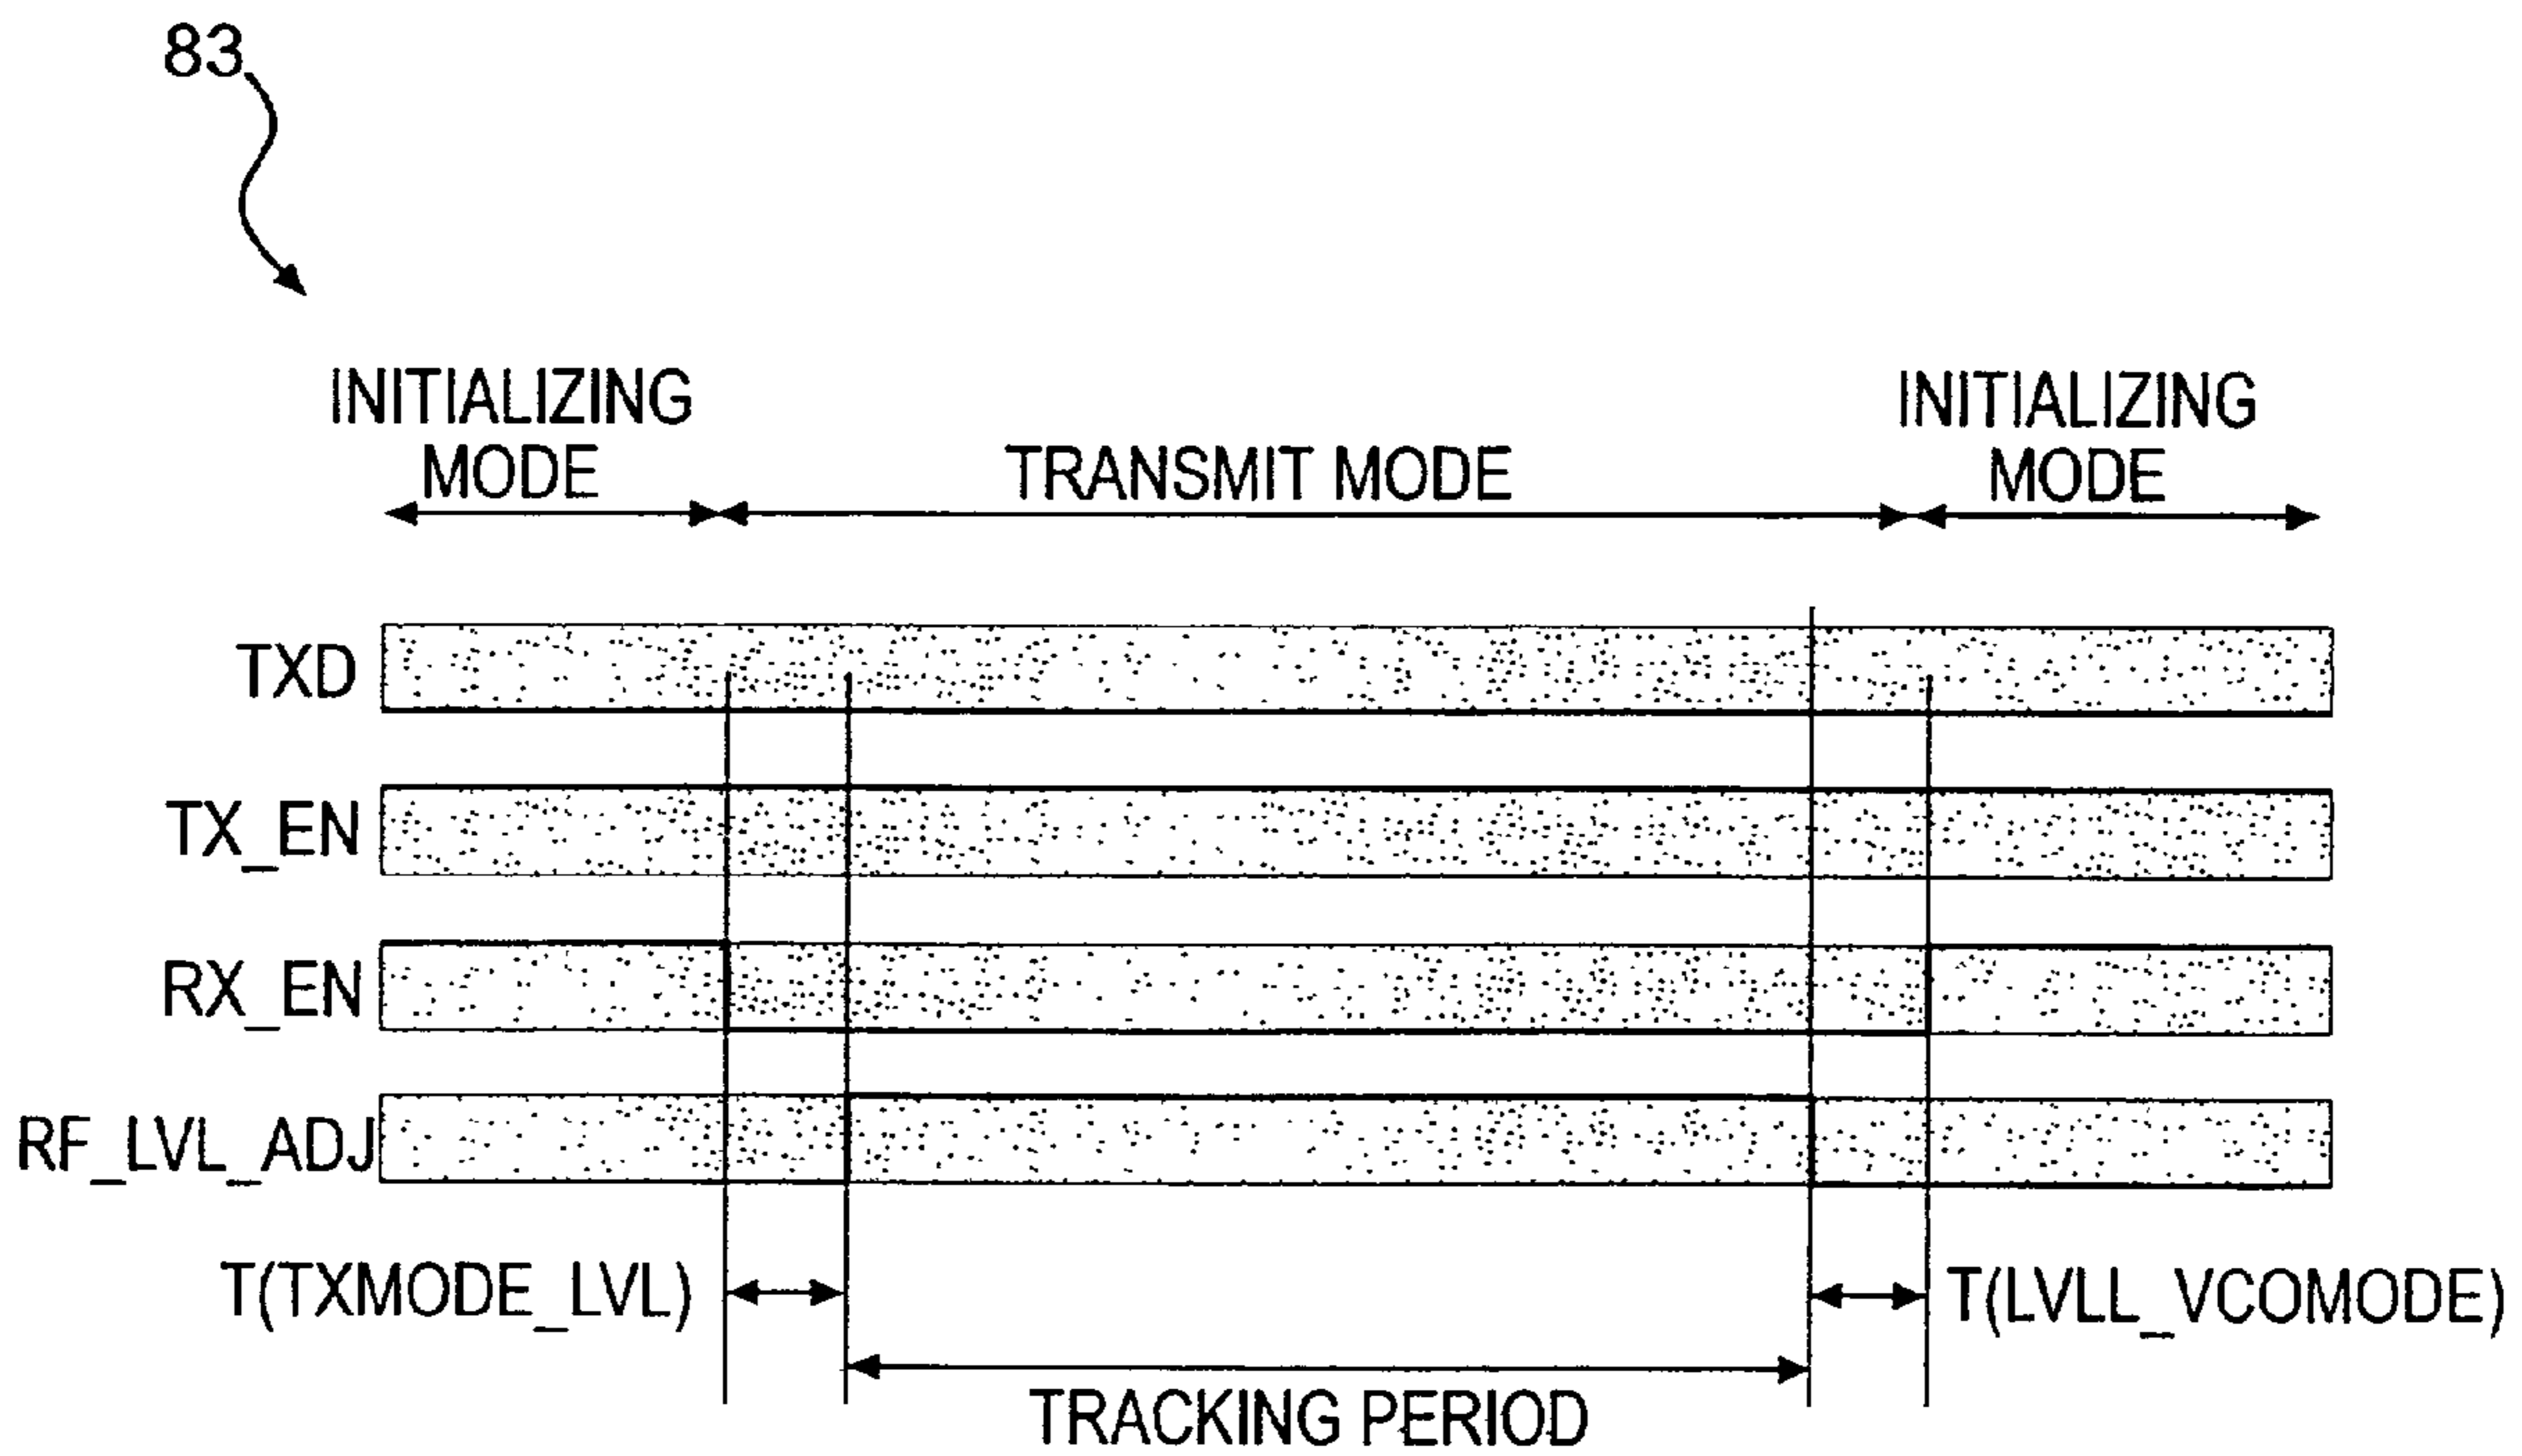 83
INITIALIZING
MODE
TRANSMIT MODE
INITIALIZING
MODE
TXD
TX_EN
RX_EN
RF_LVL_ADJ
T(TXMODE_LVL)
T(LVLL_VCOMODE)
TRACKING PERIOD